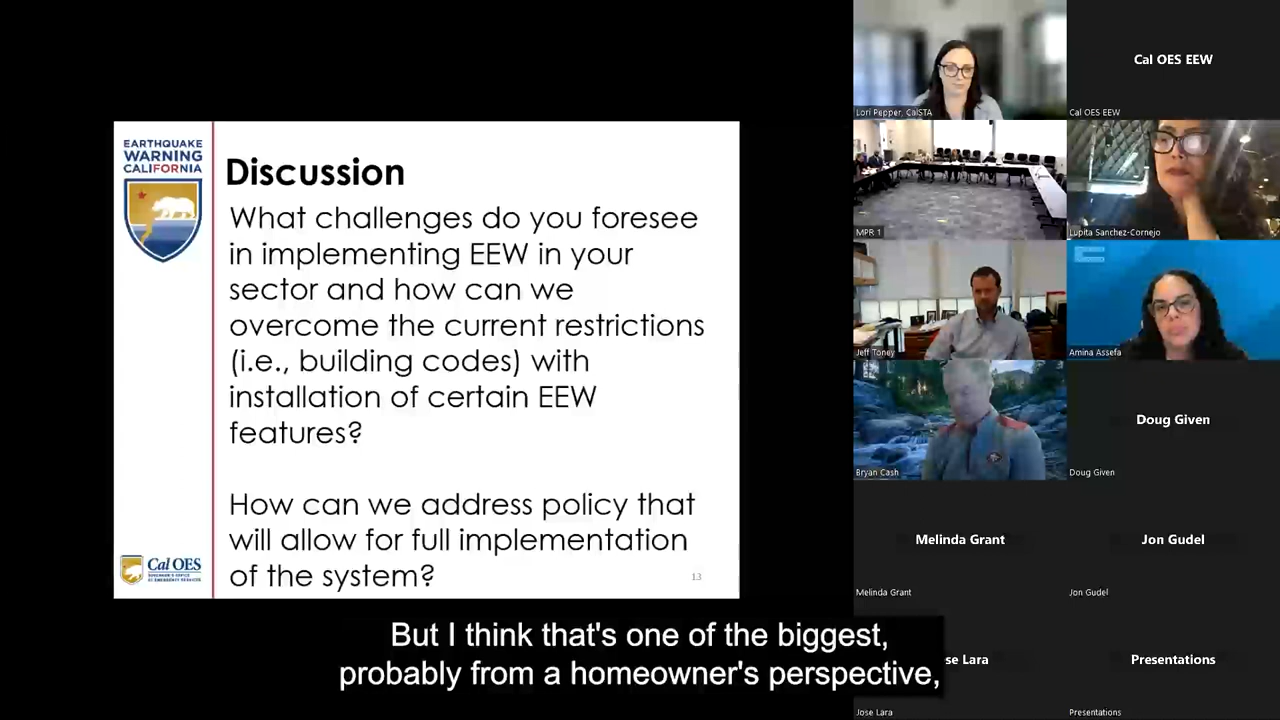 EARTHQUAKE
WARNING
CALIFORNIA
Discussion
What challenges do you foresee
in implementing EEW in your
sector and how can we
overcome the current restrictions
(i.e., building codes) with
installation of certain EEW
features?
How can we address policy that
will allow for full implementation
of the system?
Cal OES
GOVERNOR'S OFFICE
OF EMERGENCY SERVICES
13
But I think that's one of the biggest,
probably from a homeowner's perspective,
Lori Pepper, CalSTA
Cal OES EEW
Cal OES EEW
MPR 1
Lupita Sanchez-Cornejo
Jeff Toney
Amina Assefa
Bryan Cash
Doug Given
Doug Given
Melinda Grant
Melinda Grant
Jon Gudel
Jon Gudel
se Lara
Jose Lara
Presentations
Presentations